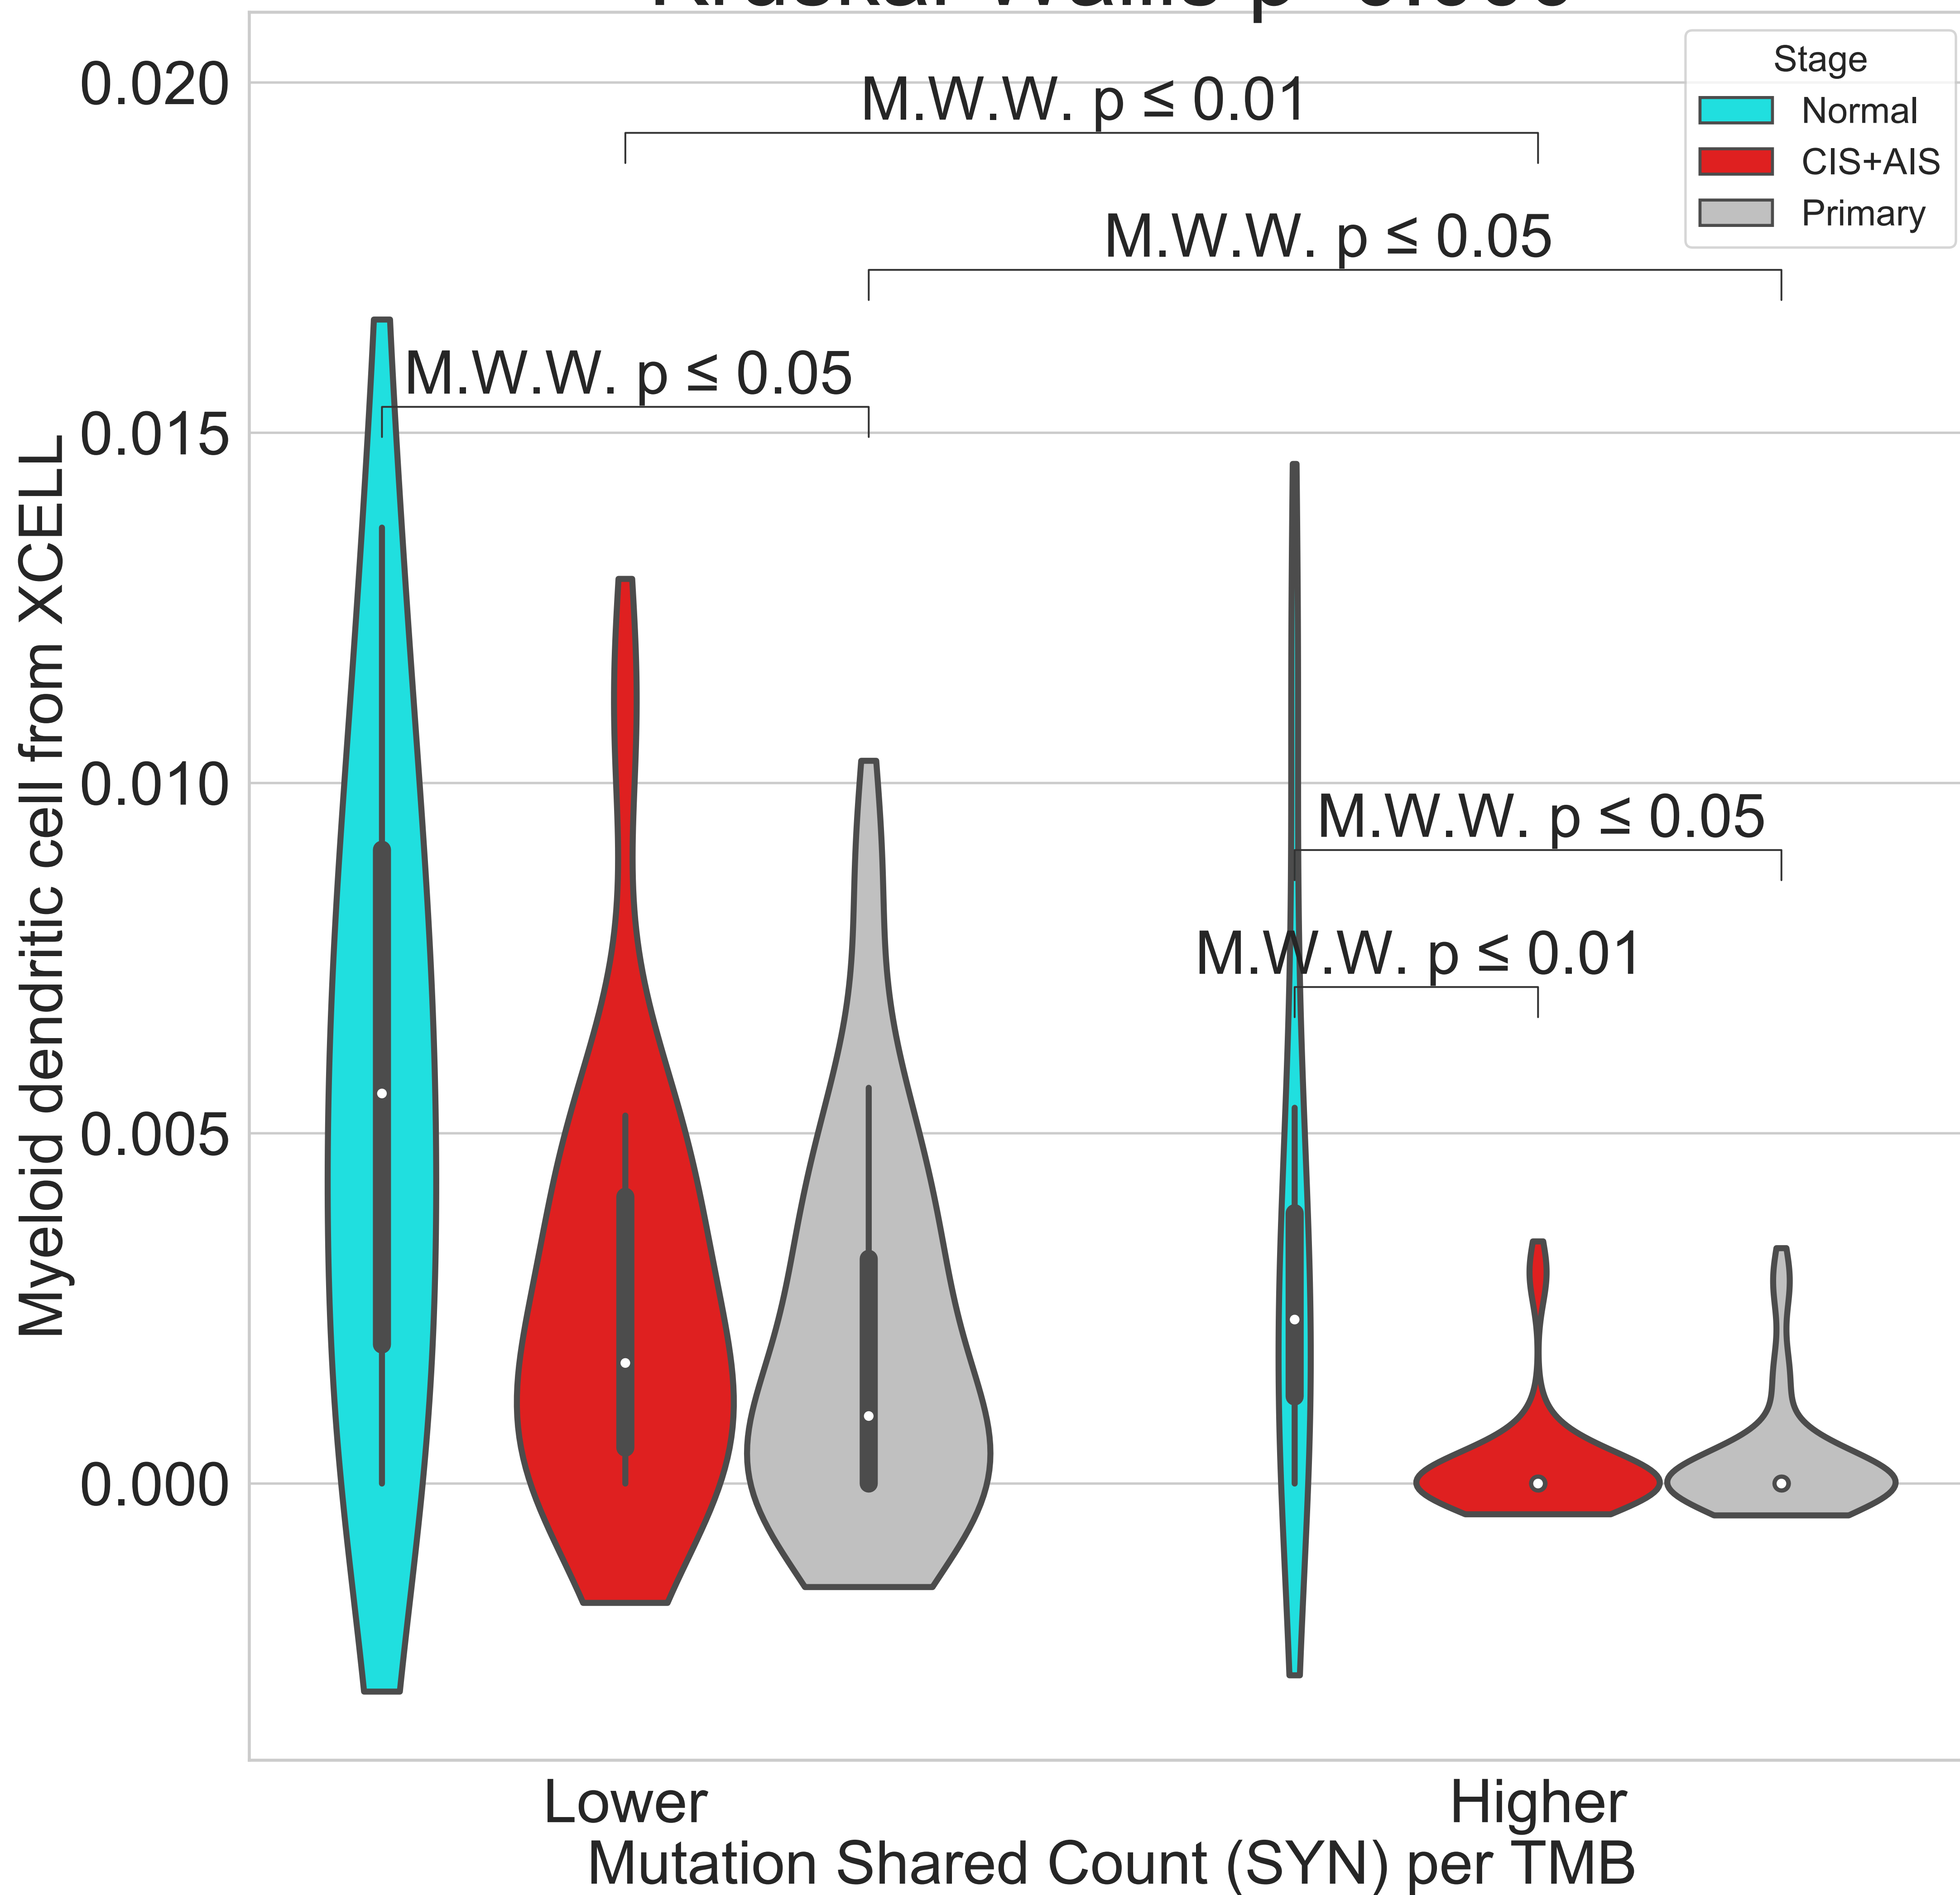 Stage
Normal
CIS+AIS
Primary
M.W.W. p ≤ 0.01
M.W.W. p ≤ 0.05
M.W.W. p ≤ 0.05
M.W.W. p ≤ 0.05
M.W.W. p ≤ 0.01
0.020
0.015
0.010
0.005
0.000
Myeloid dendritic cell from XCELL
Lower
Higher
Mutation Shared Count (SYN) per TMB